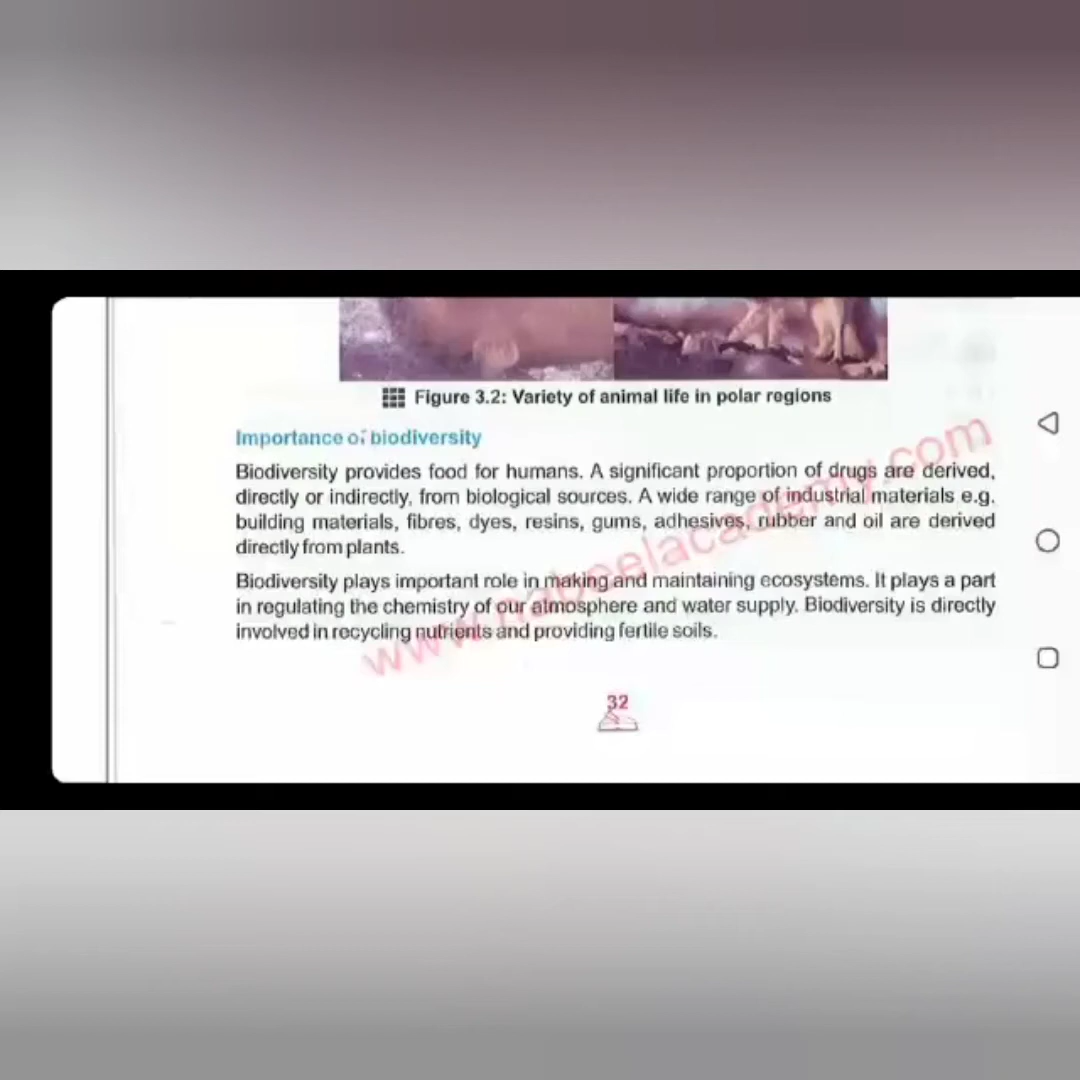 Figure 3.2: Variety of animal life in polar regions
Importance of biodiversity
Biodiversity provides food for humans. A significant proportion of drugs are derived,
directly or indirectly, from biological sources. A wide range of industrial materials e.g.
building materials, fibres, dyes, resins, gums, adhesives, rubber and oil are derived
directly from plants.
Biodiversity plays important role in making and maintaining ecosystems. It plays a part
in regulating the chemistry of our atmosphere and water supply. Biodiversity is directly
involved in recycling nutrients and providing fertile soils.
www.nabeelacademy.com
32